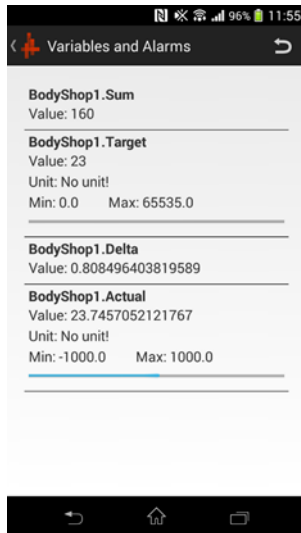 96% 11:55
Variables and Alarms
BodyShop1.Sum
Value: 160
BodyShop1.Target
Value: 23
Unit: No unit!
Min: 0.0 Max: 65535.0
BodyShop1.Delta
Value: 0.808496403819589
BodyShop1.Actual
Value: 23.7457052121767
Unit: No unit!
Min: -1000.0 Max: 1000.0